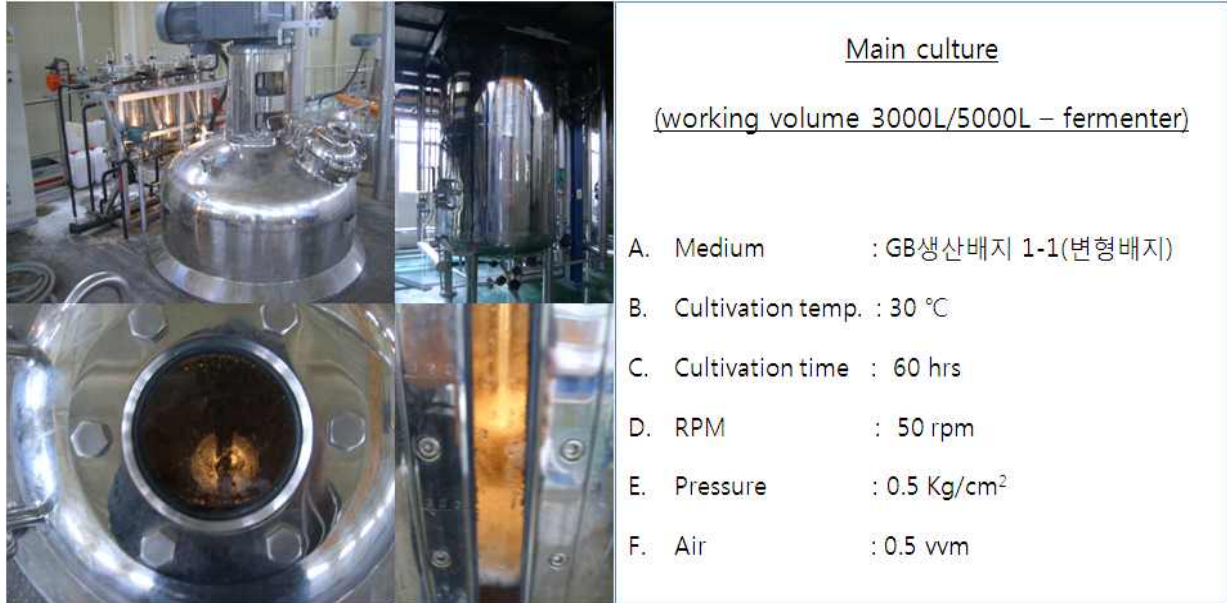 Main culture
(working volume 3000L/5000L – fermenter)
A. Medium : GB생산배지 1-1(변형배지)
B. Cultivation temp. : 30 ℃
C. Cultivation time : 60 hrs
D. RPM : 50 rpm
E. Pressure : 0.5 Kg/cm²
F. Air : 0.5 vvm